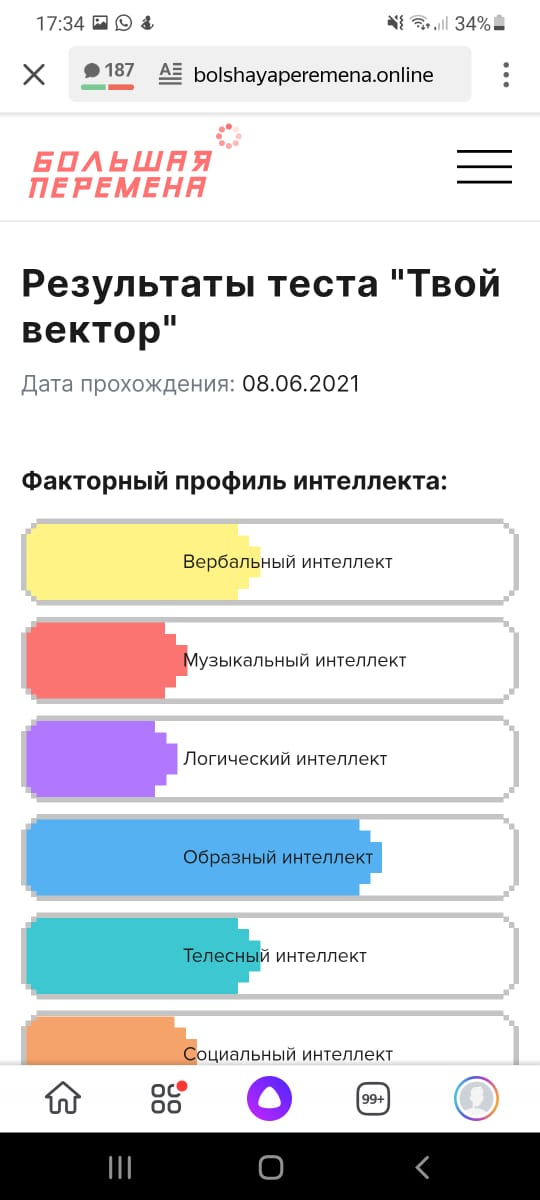 17:34
34%
187
bolshayaperemena.online
БОЛЬШАЯ
ПЕРЕМЕНА
Результаты теста "Твой
вектор"
Дата прохождения: 08.06.2021
Факторный профиль интеллекта:
Вербальный интеллект
Музыкальный интеллект
Логический интеллект
Образный интеллект
Телесный интеллект
Социальный интеллект
99+